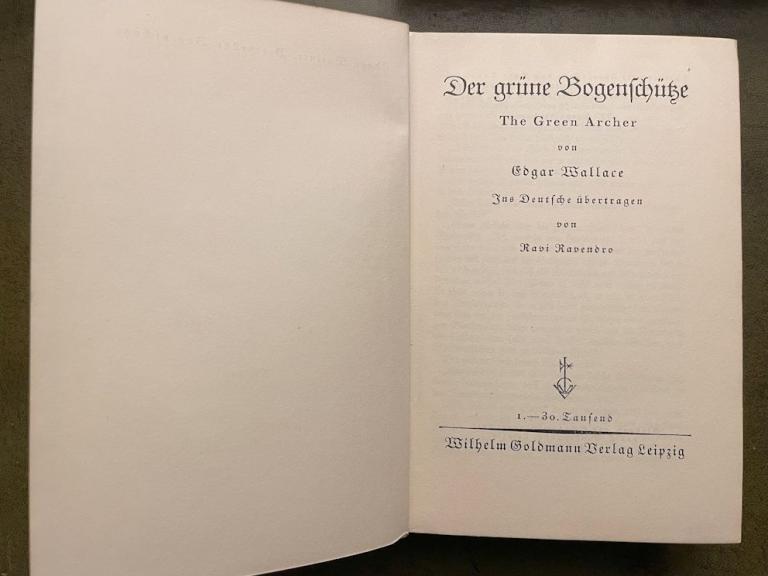 Der grüne Bogenschütze
The Green Archer
von
Edgar Wallace
Ins Deutsche übertragen
von
Ravi Ravendro
1.—30. Tausend
Wilhelm Goldmann Verlag Leipzig